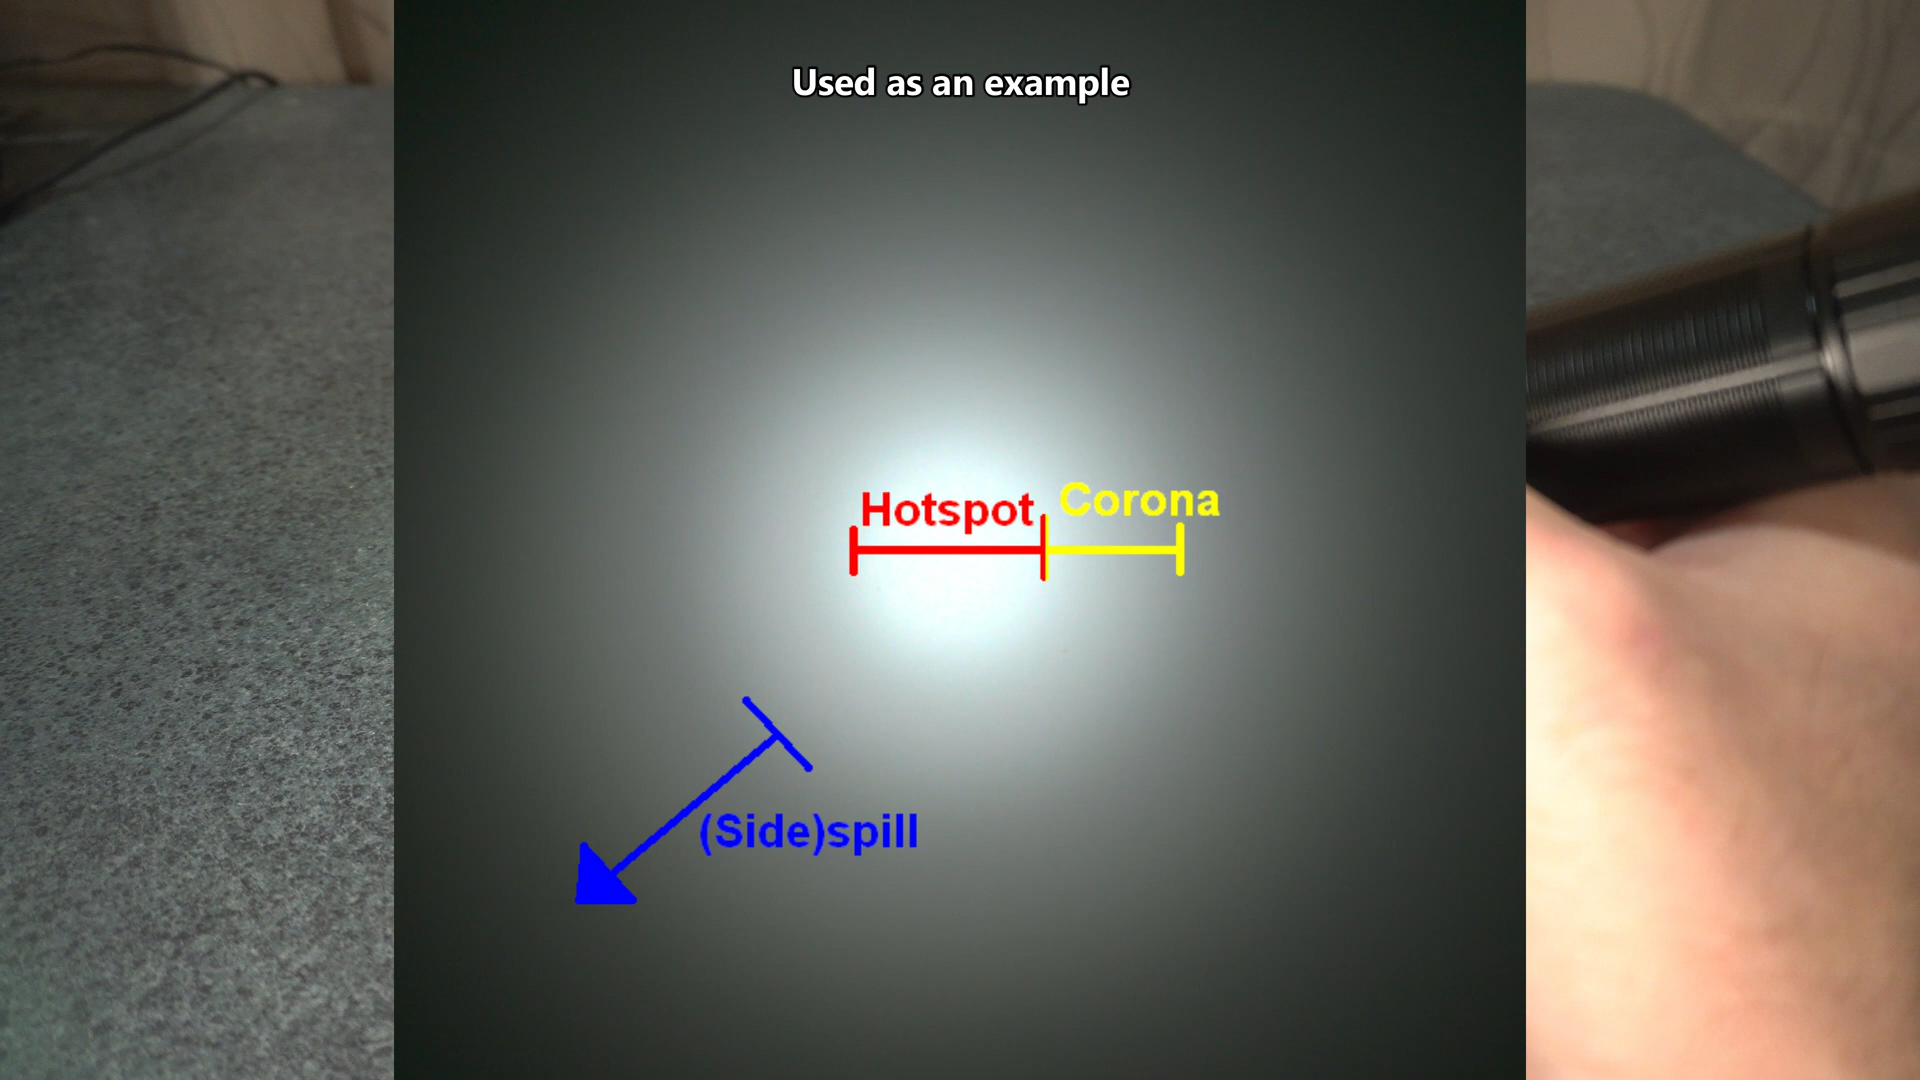 Used as an example
Hotspot
Corona
(Side)spill